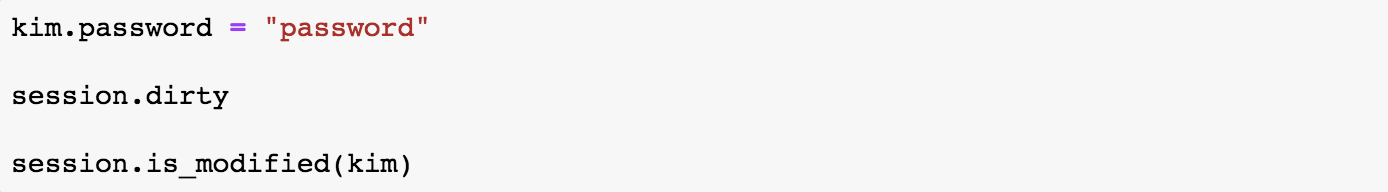 kim.password = "password"
session.dirty
session.is_modified(kim)